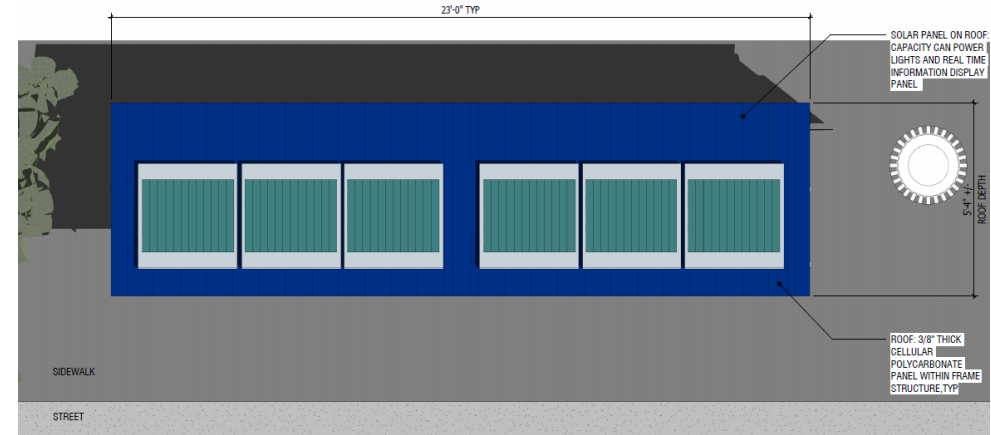 23'-0" TYP
SOLAR PANEL ON ROOF:
CAPACITY CAN POWER
LIGHTS AND REAL TIME
INFORMATION DISPLAY
PANEL
5'-4" +/-
ROOF DEPTH
ROOF: 3/8" THICK
CELLULAR
POLYCARBONATE
PANEL WITHIN FRAME
STRUCTURE,TYP
SIDEWALK
STREET